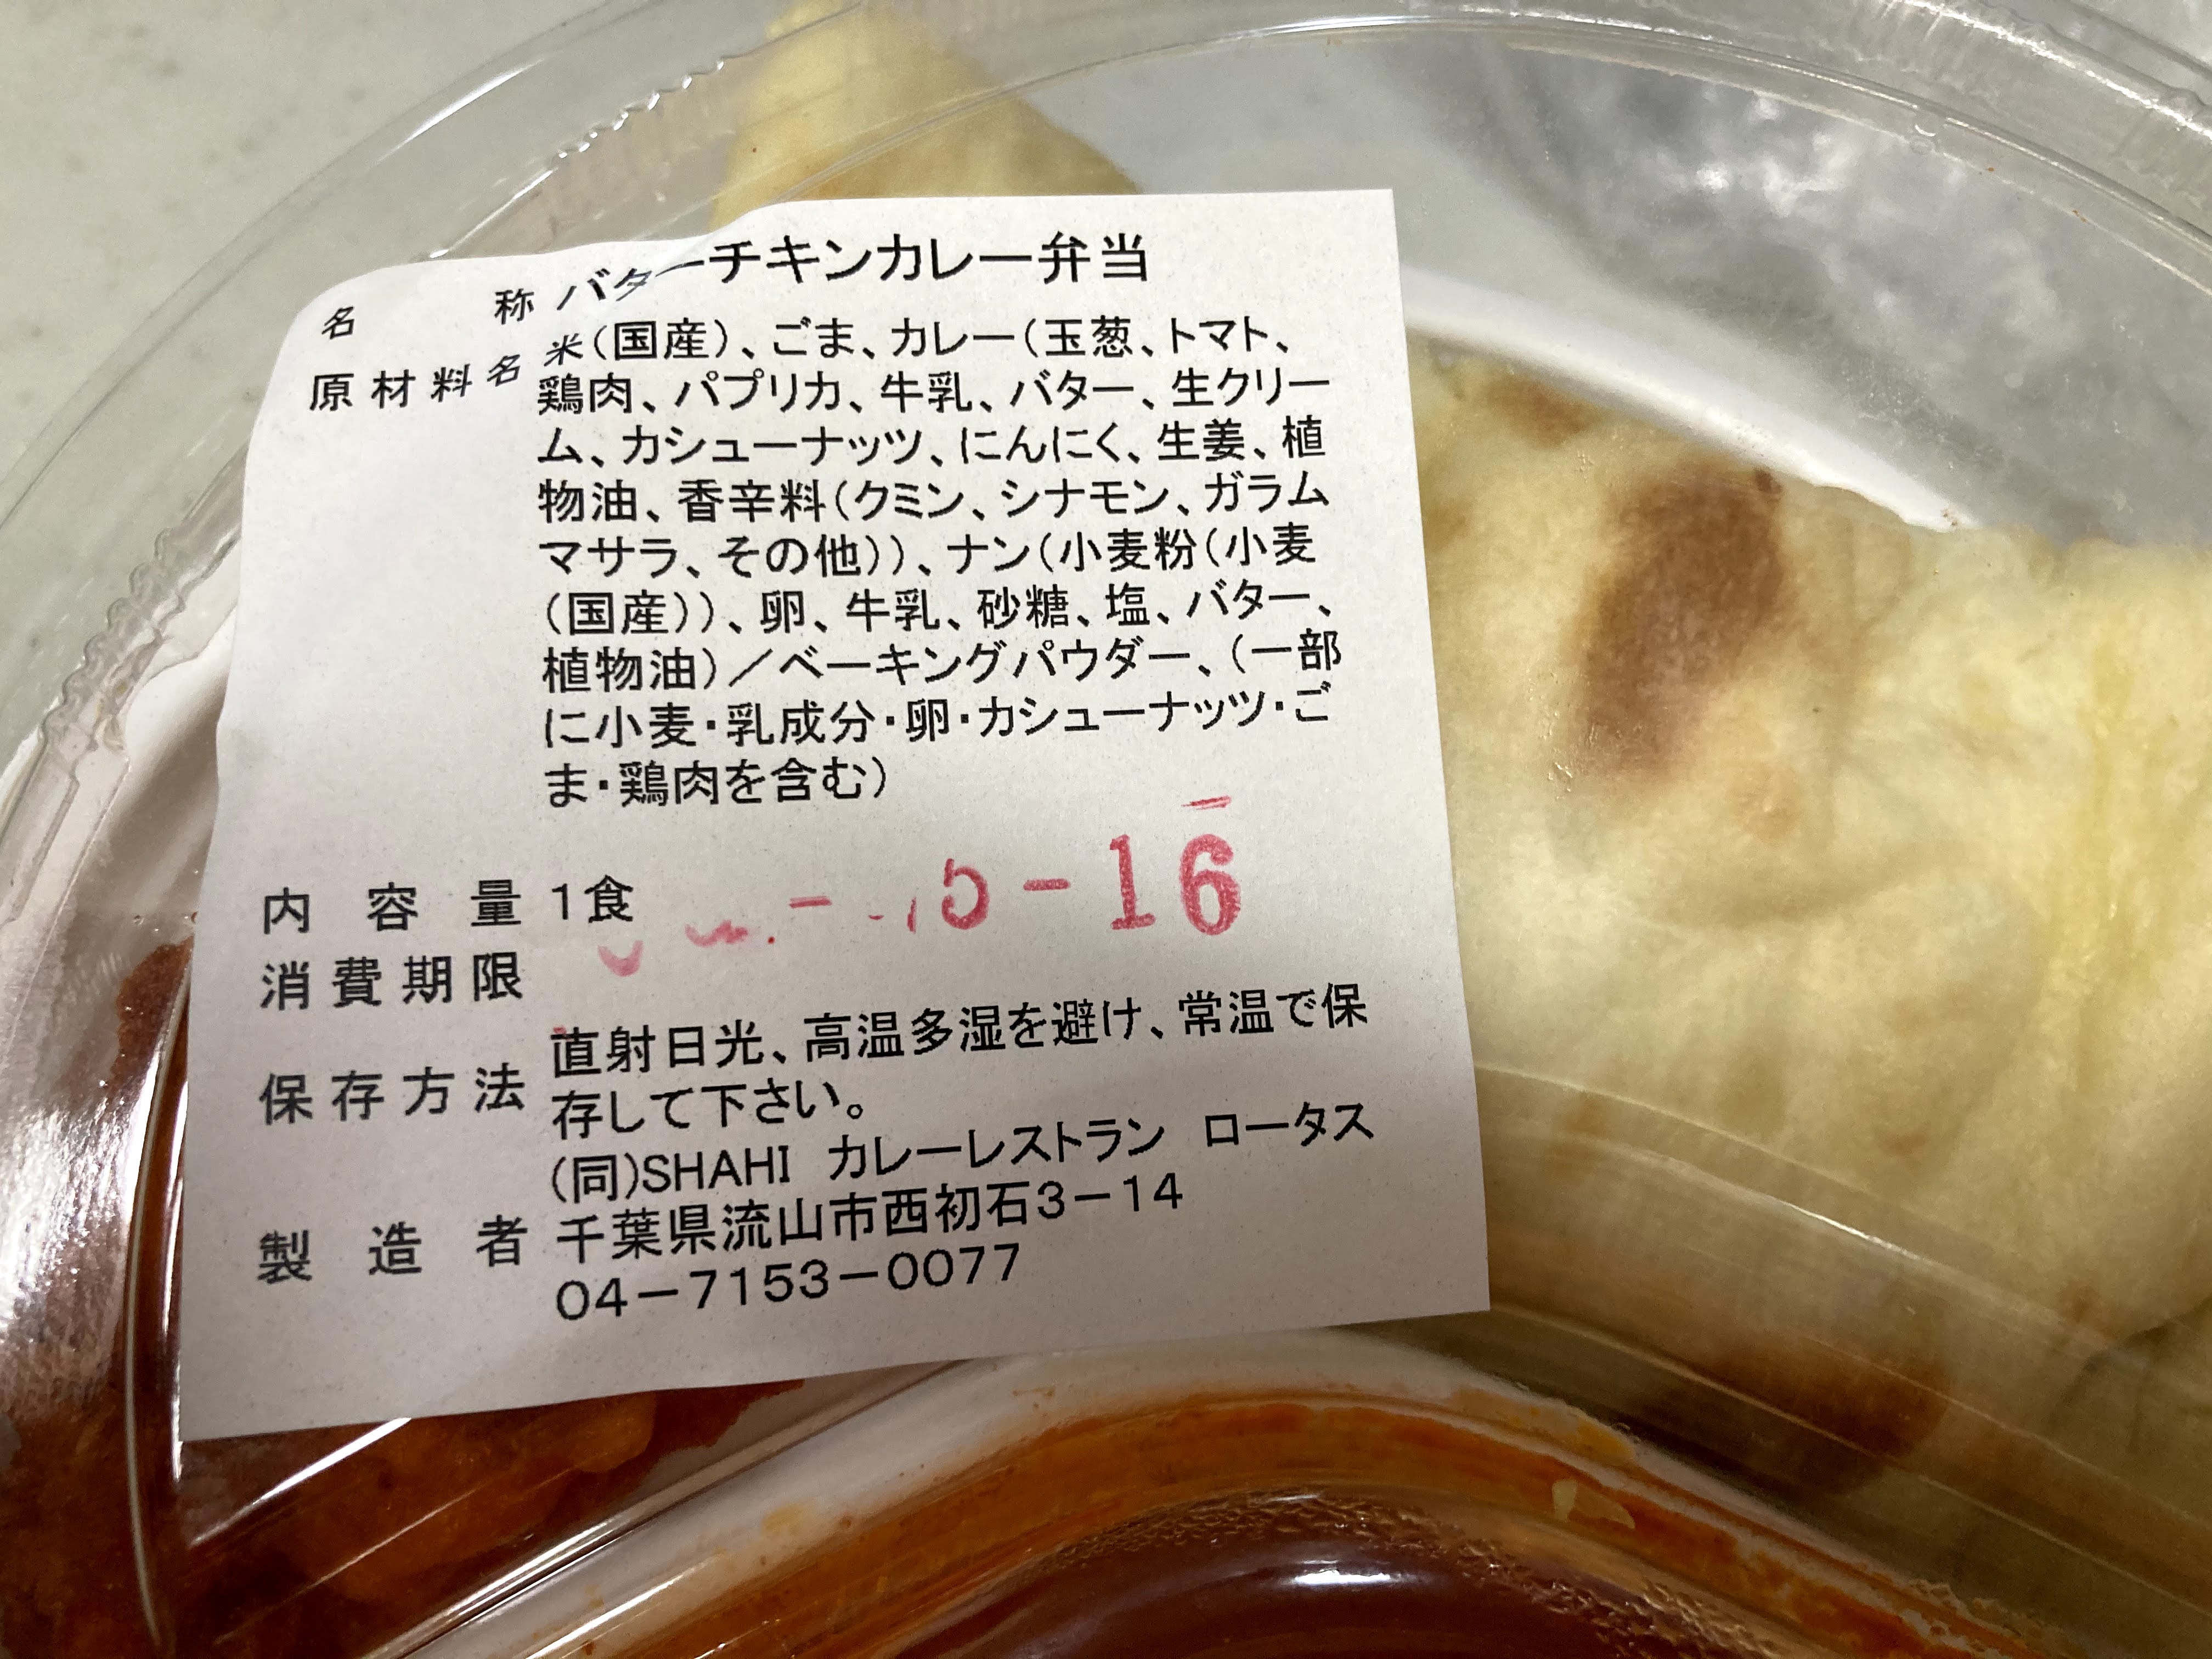 名称 バターチキンカレー弁当
原材料名 米(国産)、ごま、カレー(玉葱、トマト、
鶏肉、パプリカ、牛乳、バター、生クリー
ム、カシューナッツ、にんにく、生姜、植
物油、香辛料(クミン、シナモン、ガラム
マサラ、その他))、ナン(小麦粉(小麦
(国産))、卵、牛乳、砂糖、塩、バター、
植物油)／ベーキングパウダー、(一部
に小麦・乳成分・卵・カシューナッツ・ご
ま・鶏肉を含む)
内容量 1食
-16
消費期限
保存方法 直射日光、高温多湿を避け、常温で保
存して下さい。
(同)SHAHI カレーレストラン ロータス
製造者 千葉県流山市西初石3－14
04－7153－0077